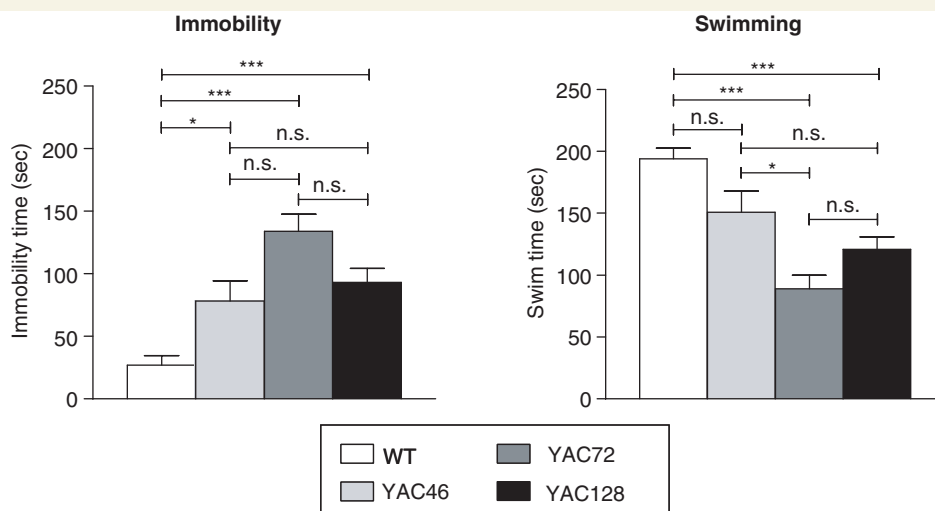 Immobility
Swimming
Immobility time (sec)
250
200
150
100
50
0
***
***
*
n.s.
n.s.
n.s.
Swim time (sec)
250
200
150
100
50
0
***
***
n.s.
n.s.
*
n.s.
WT
YAC72
YAC46
YAC128